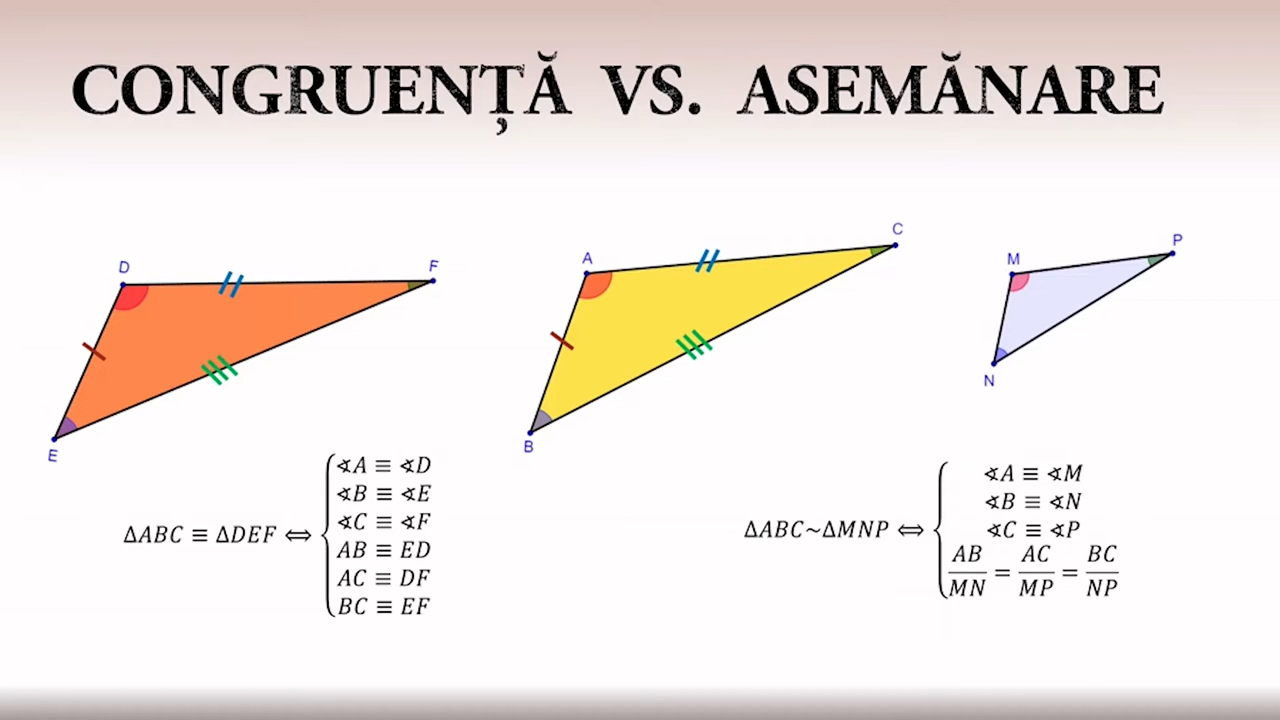 CONGRUENȚĂ VS. ASEMĂNARE
D
F
E
A
C
B
M
P
N
ΔABC ≡ ΔDEF ⇔
∢A ≡ ∢D
∢B ≡ ∢E
∢C ≡ ∢F
AB ≡ ED
AC ≡ DF
BC ≡ EF
ΔABC~ΔMNP ⇔
∢A ≡ ∢M
∢B ≡ ∢N
∢C ≡ ∢P
AB/MN = AC/MP = BC/NP